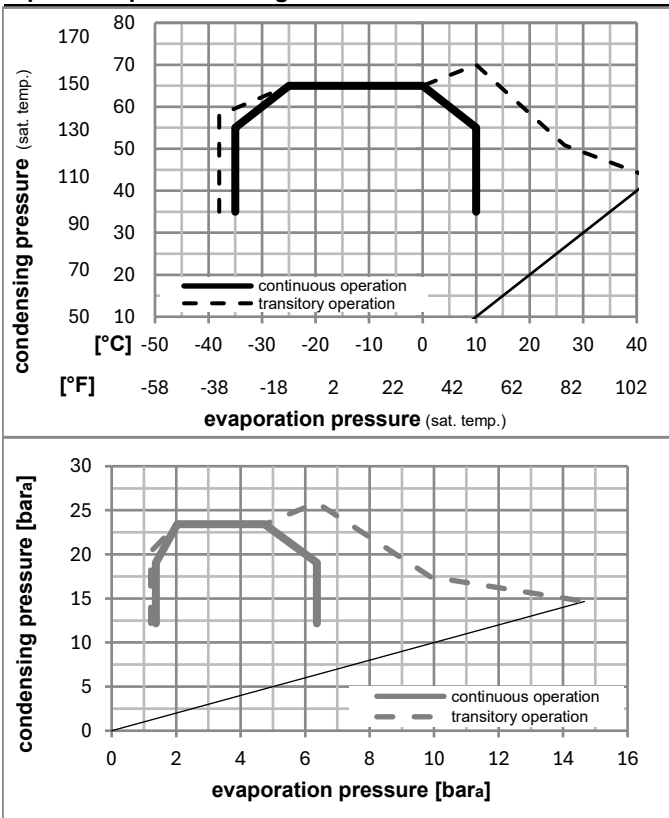 170 80
70
150
60
130
50
110
40
90
30
70
20
50 10
condensing pressure (sat. temp.)
continuous operation
transitory operation
[°C] -50 -40 -30 -20 -10 0 10 20 30 40
[°F] -58 -38 -18 2 22 42 62 82 102
evaporation pressure (sat. temp.)
30
25
20
15
10
5
0
condensing pressure [bara]
continuous operation
transitory operation
0 2 4 6 8 10 12 14 16
evaporation pressure [bara]